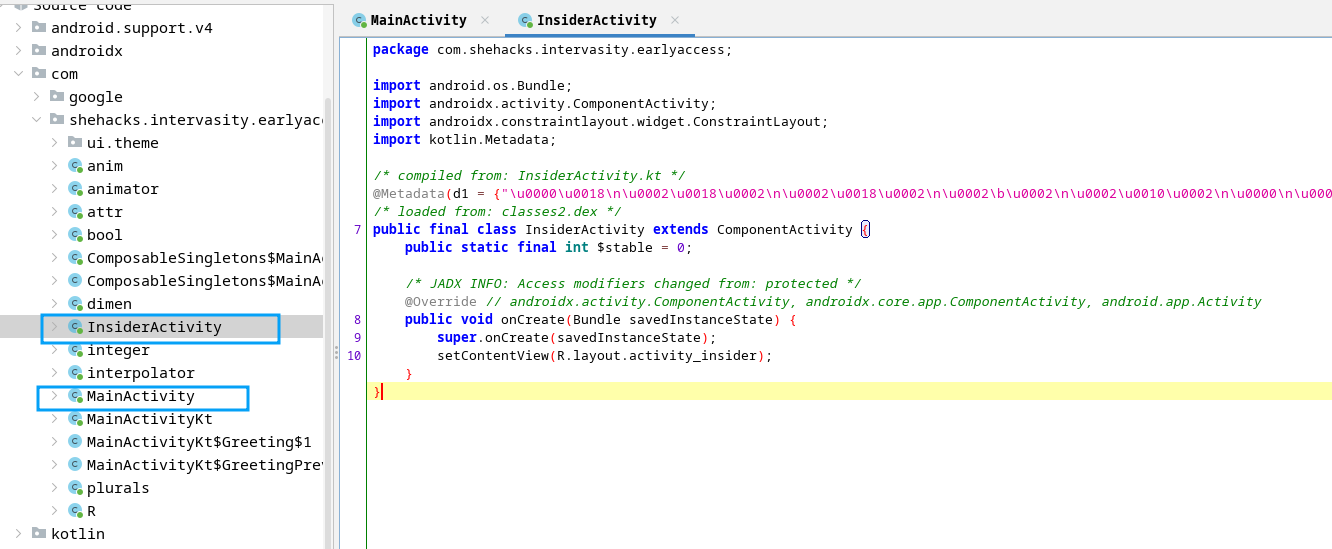 Source code
android.support.v4
androidx
com
google
shehacks.intervasity.earlyacc
ui.theme
anim
animator
attr
bool
ComposableSingletons$MainA
ComposableSingletons$MainA
dimen
InsiderActivity
integer
interpolator
MainActivity
MainActivityKt
MainActivityKt$Greeting$1
MainActivityKt$GreetingPre
plurals
R
kotlin
MainActivity × InsiderActivity ×
package com.shehacks.intervasity.earlyaccess;
import android.os.Bundle;
import androidx.activity.ComponentActivity;
import androidx.constraintlayout.widget.ConstraintLayout;
import kotlin.Metadata;
/* compiled from: InsiderActivity.kt */
@Metadata(d1 = {"\u0000\u0018\n\u0002\u0018\u0002\n\u0002\u0018\u0002\n\u0002\b\u0002\n\u0002\u0010\u0002\n\u0000\n\u000
/* loaded from: classes2.dex */
7 public final class InsiderActivity extends ComponentActivity {
public static final int $stable = 0;
/* JADX INFO: Access modifiers changed from: protected */
@Override // androidx.activity.ComponentActivity, androidx.core.app.ComponentActivity, android.app.Activity
8 public void onCreate(Bundle savedInstanceState) {
9 super.onCreate(savedInstanceState);
10 setContentView(R.layout.activity_insider);
}
}